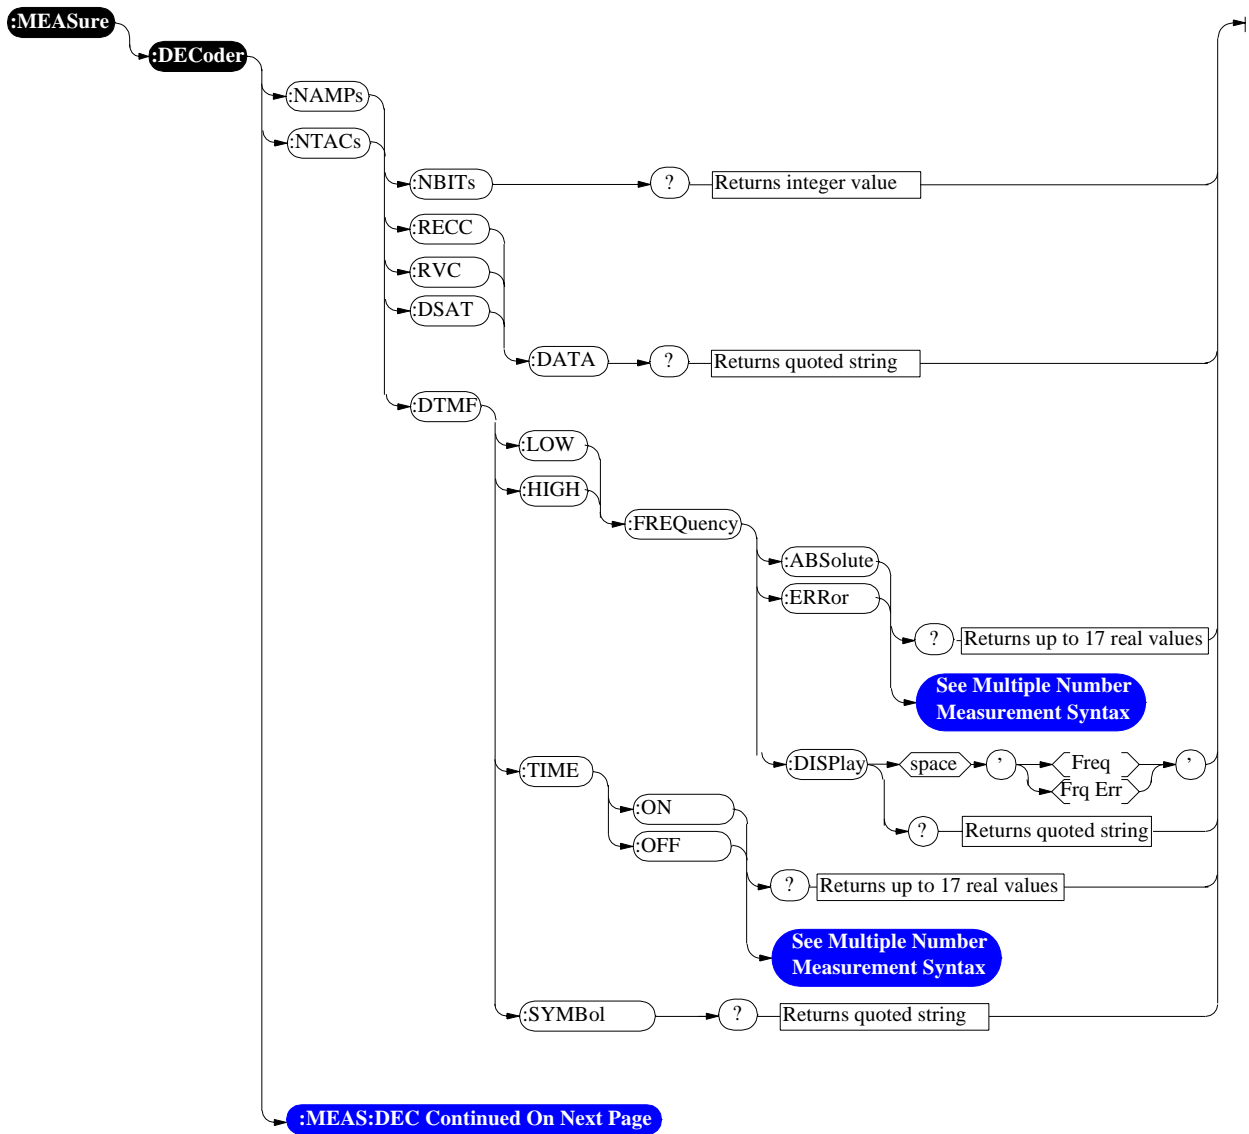 :MEASure
:DECoder
:NAMPs
:NTACs
:NBITs ? Returns integer value
:RECC
:RVC
:DSAT
:DATA ? Returns quoted string
:DTMF
:LOW
:HIGH
:FREQuency
:ABSolute
:ERRor
? Returns up to 17 real values
See Multiple Number
Measurement Syntax
:DISPlay space ’ Freq ’
Frq Err
? Returns quoted string
:TIME
:ON
:OFF
? Returns up to 17 real values
See Multiple Number
Measurement Syntax
:SYMBol ? Returns quoted string
:MEAS:DEC Continued On Next Page